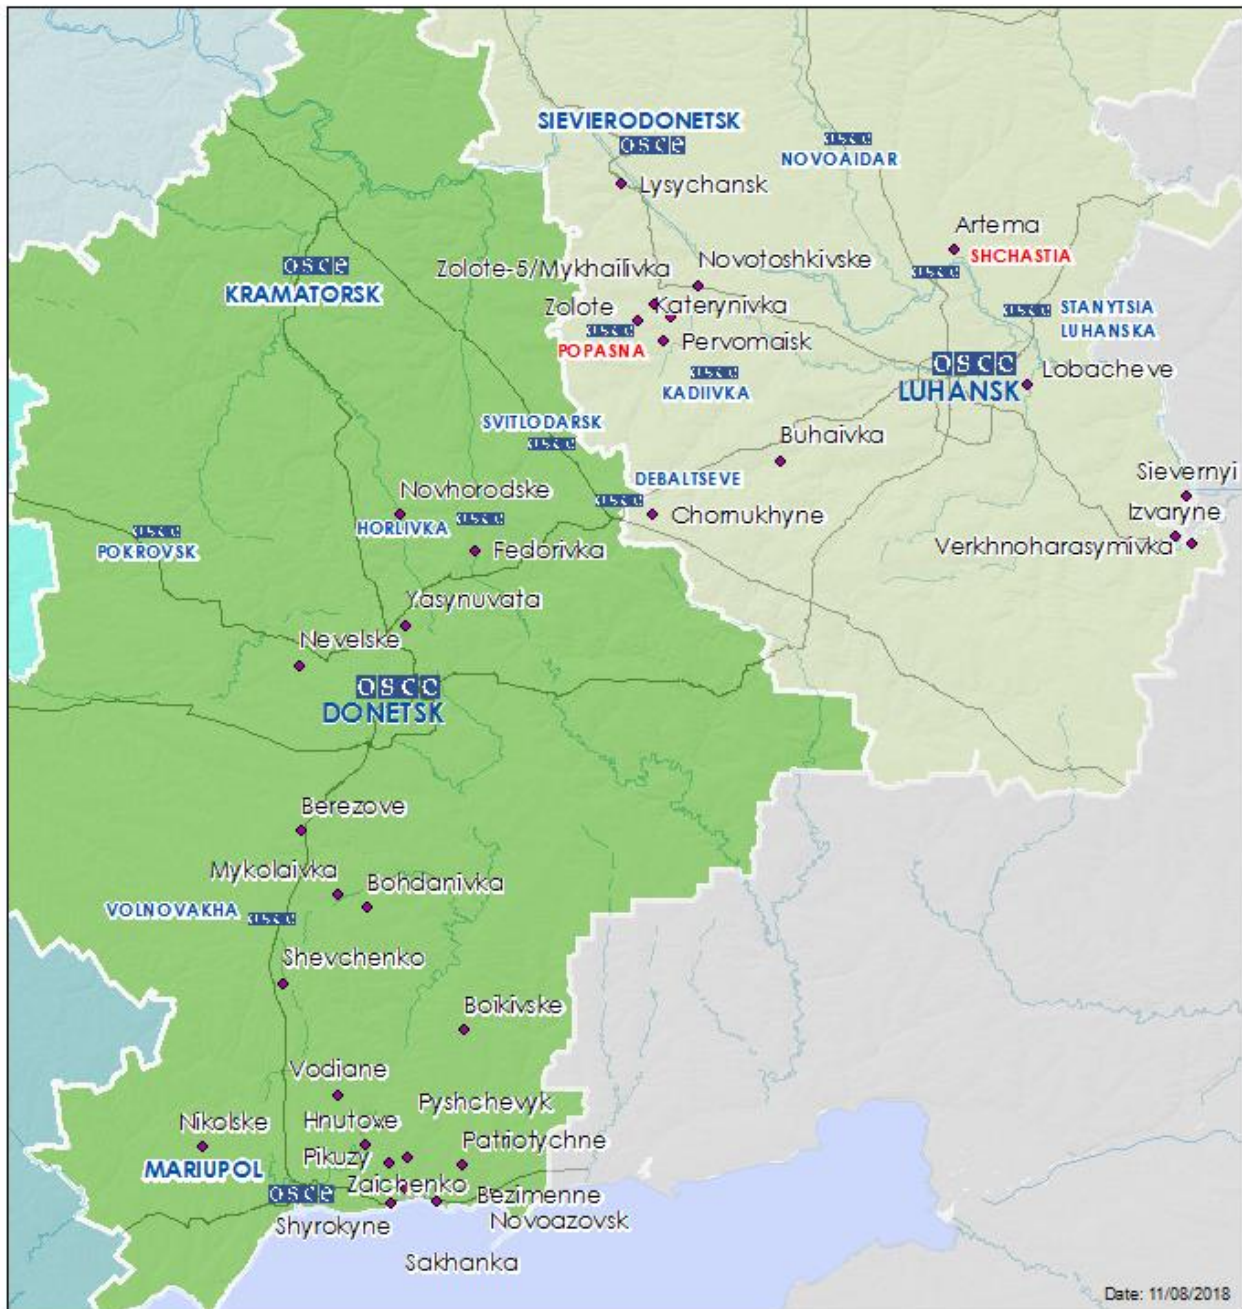 SIEVIERODONETSK
osce
NOVOAIDAR
Lysychansk
Artema
SHCHASTIA
osce
KRAMATORSK
Zolote-5/Mykhailivka
Novotoshkivske
Zolote
Katerynivka
STANYTSIA
LUHANSKA
POPASNA
Pervomaisk
KADIIVKA
LUHANSK
Lobacheve
SVITLODARSK
Buhaivka
DEBALTSEVE
Sievernyi
Novhorodske
HORLIVKA
Chornukhyne
Izvaryne
POKROVSK
Fedorivka
Verkhnoharasymivka
Yasynuvata
Nevelske
DONETSK
Berezove
Mykolaivka
Bohdanivka
VOLNOVAKHA
Shevchenko
Boikivske
Vodiane
Pyshchevyk
Nikolske
Hnutove
Patriotychne
MARIUPOL
Pikuzy
osce
Zaichenko
Bezimenne
Shyrokyne
Novoazovsk
Sakhanka
Date: 11/08/2018